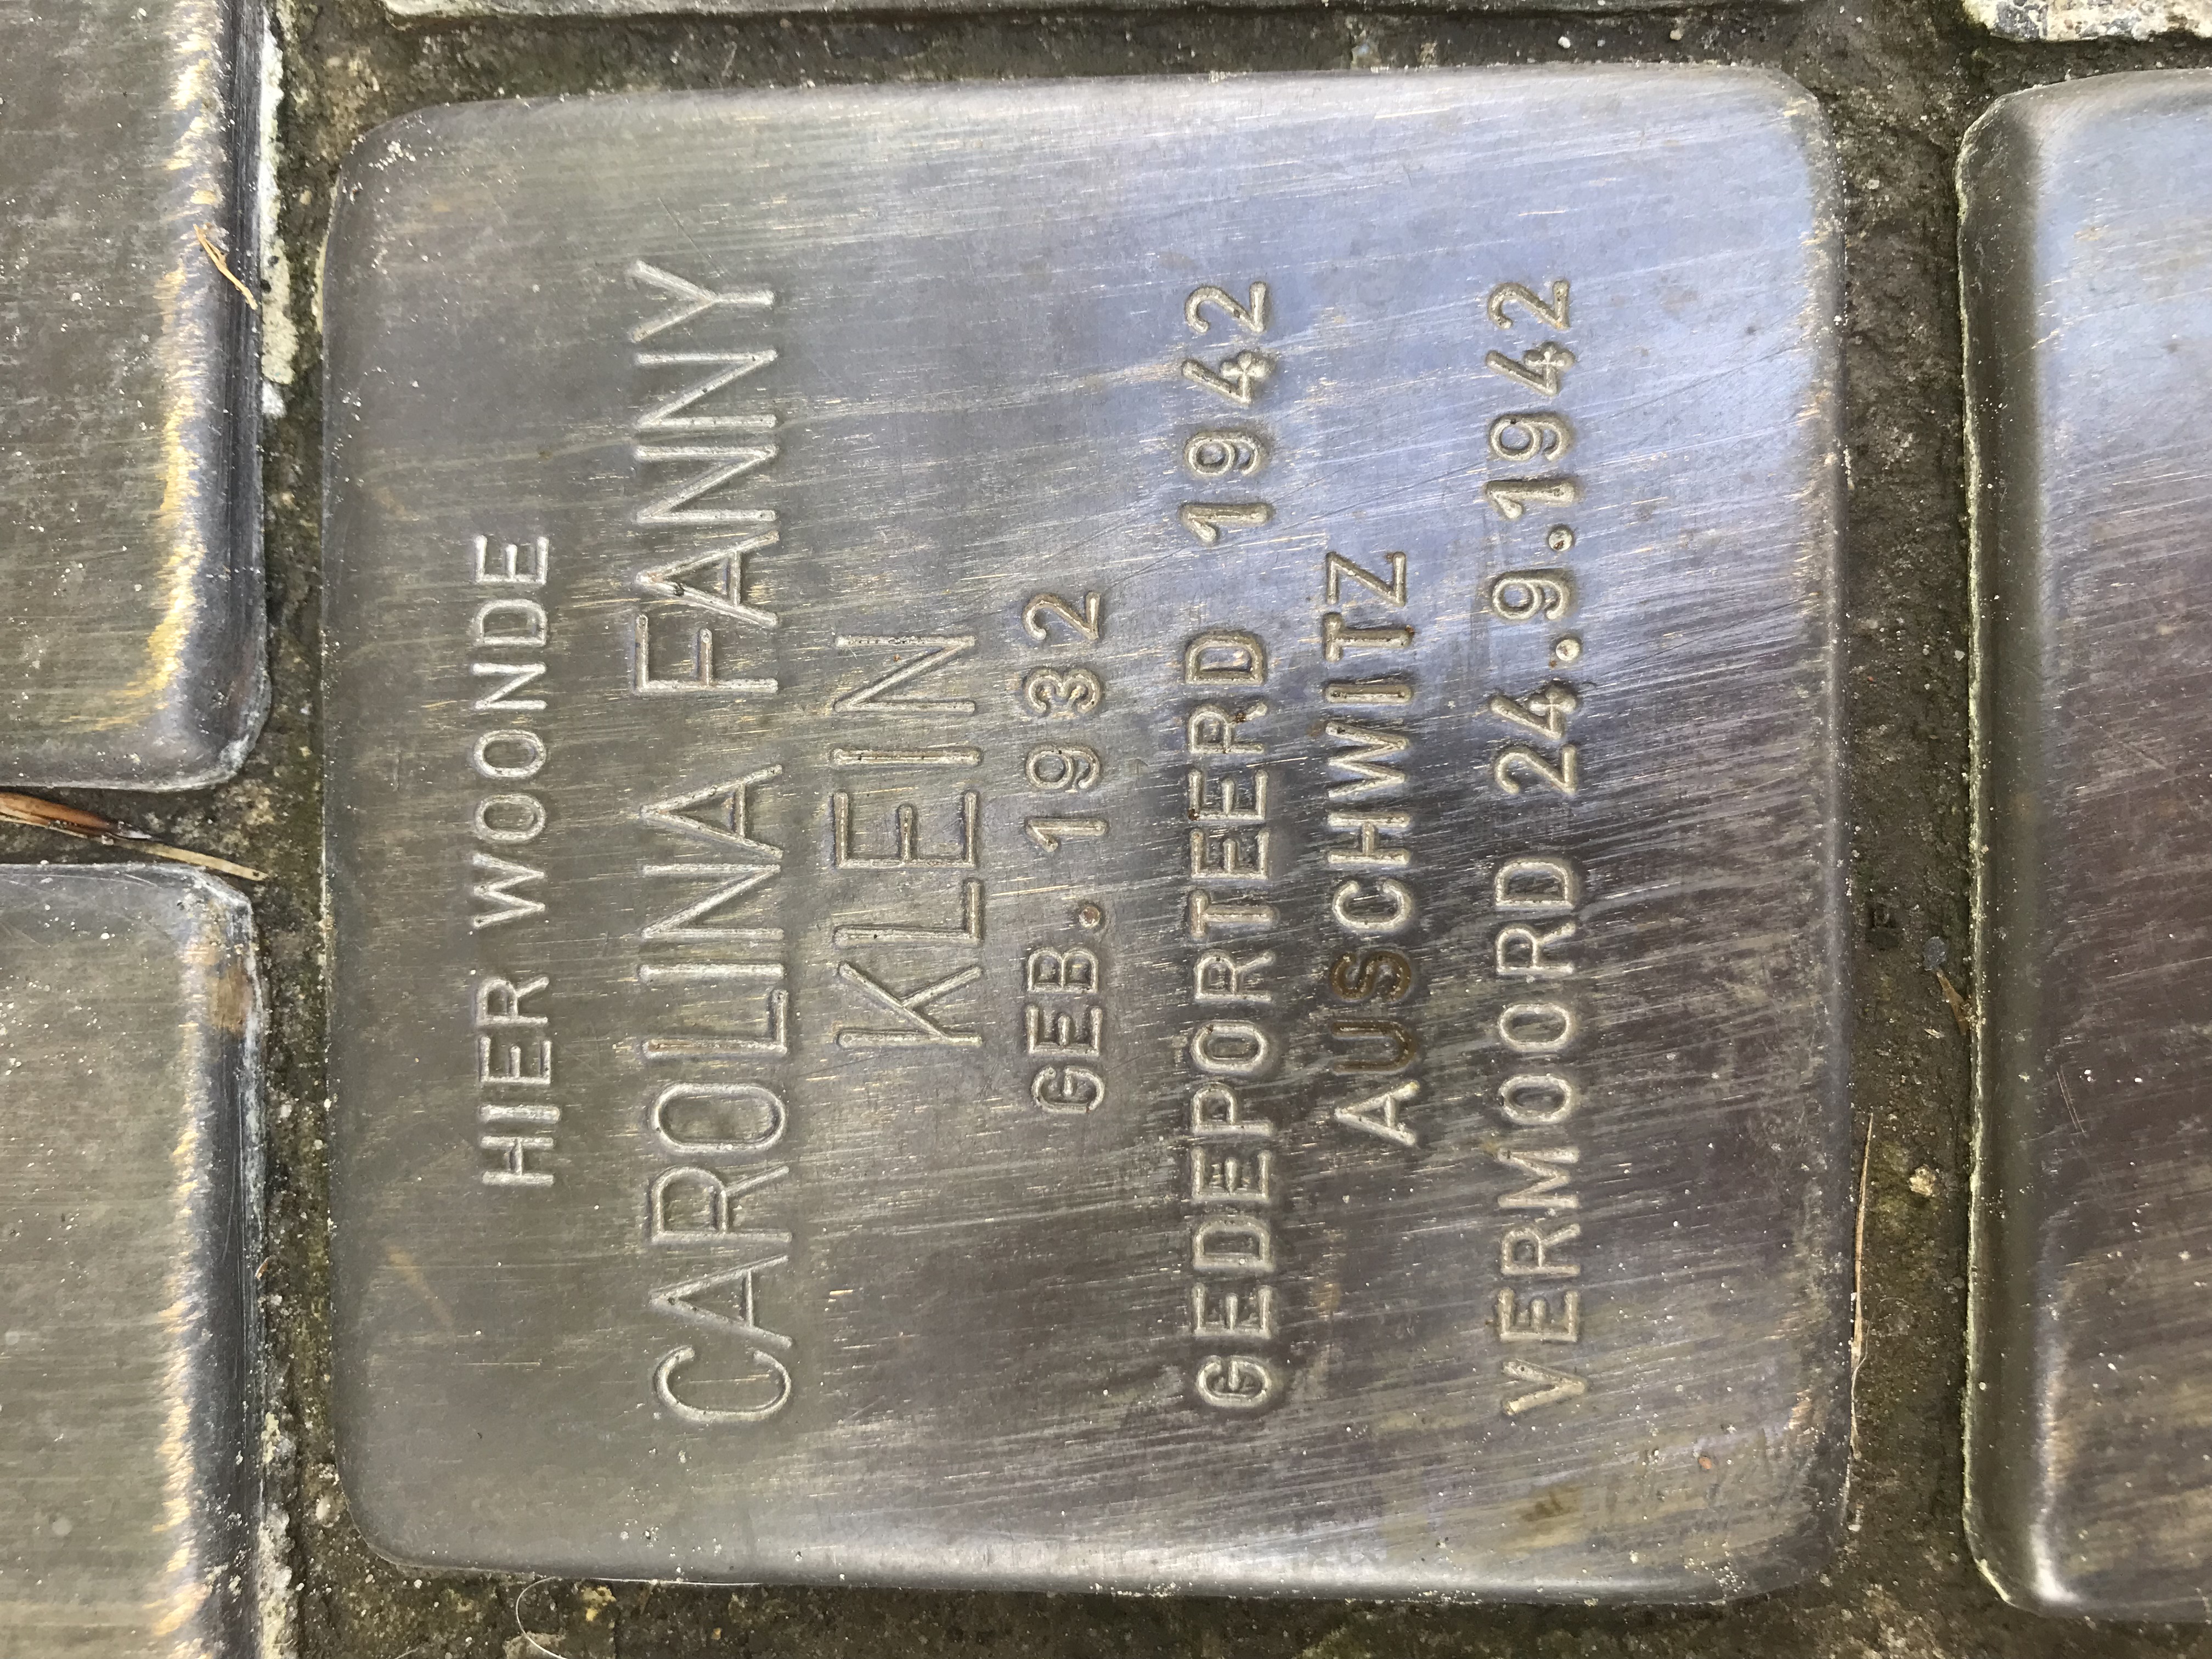 HIER WOONDE
CAROLINA FANNY
KLEIN
GEB. 1932
GEDEPORTEERD 1942
AUSCHWITZ
VERMOORD 24.9.1942